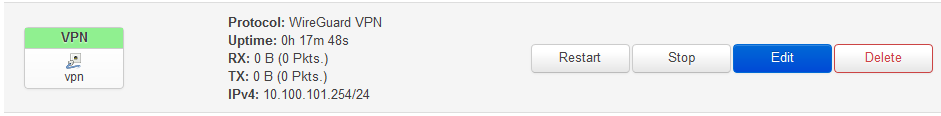 VPN
vpn
Protocol: WireGuard VPN
Uptime: 0h 17m 48s
RX: 0 B (0 Pkts.)
TX: 0 B (0 Pkts.)
IPv4: 10.100.101.254/24
Restart
Stop
Edit
Delete